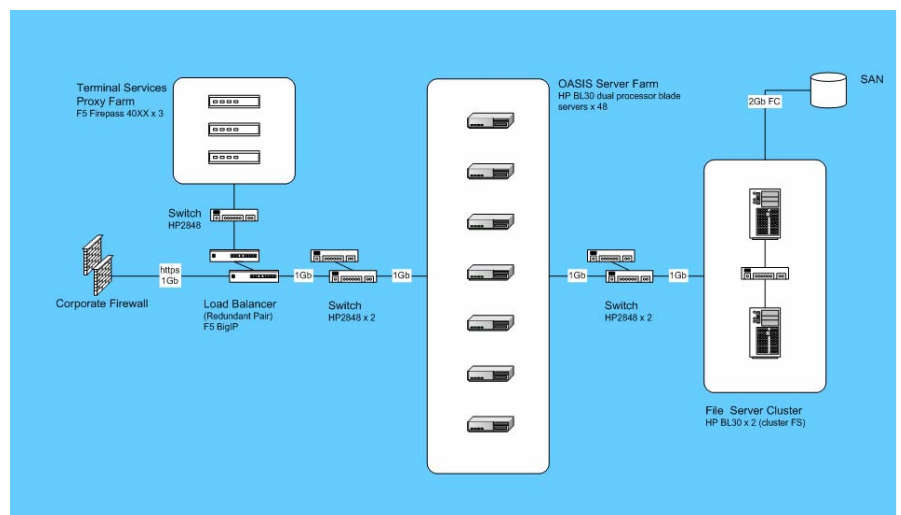 Terminal Services
Proxy Farm
F5 Firepass 40XX x 3
OASIS Server Farm
HP BL30 dual processor blade
servers x 48
SAN
2Gb FC
Switch
HP2848
https
1Gb
1Gb
1Gb
1Gb
1Gb
Corporate Firewall
Load Balancer
(Redundant Pair)
F5 BigIP
Switch
HP2848 x 2
Switch
HP2848 x 2
File Server Cluster
HP BL30 x 2 (cluster FS)